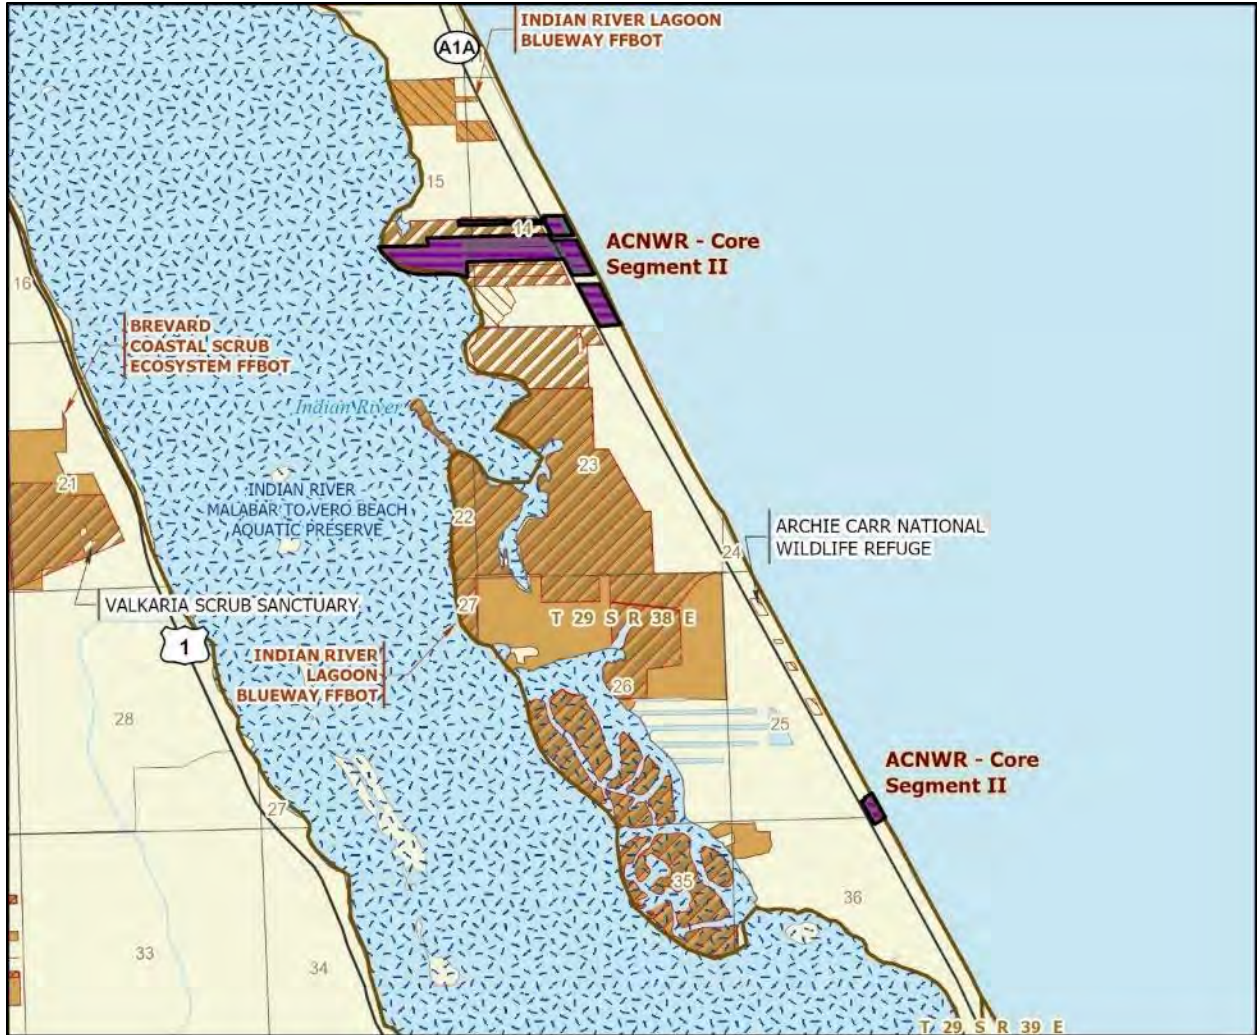 INDIAN RIVER LAGOON
BLUEWAY FFBOT
A1A
15
14
ACNWR - Core
Segment II
16
BREVARD
COASTAL SCRUB
ECOSYSTEM FFBOT
Indian River
21
23
INDIAN RIVER
MALABAR TO VERO BEACH
AQUATIC PRESERVE
22
ARCHIE CARR NATIONAL
WILDLIFE REFUGE
24
VALKARIA SCRUB SANCTUARY
27
T 29 S R 38 E
1
INDIAN RIVER
LAGOON
BLUEWAY FFBOT
26
28
25
ACNWR - Core
Segment II
27
35
36
33
34
T 29 S R 39 E